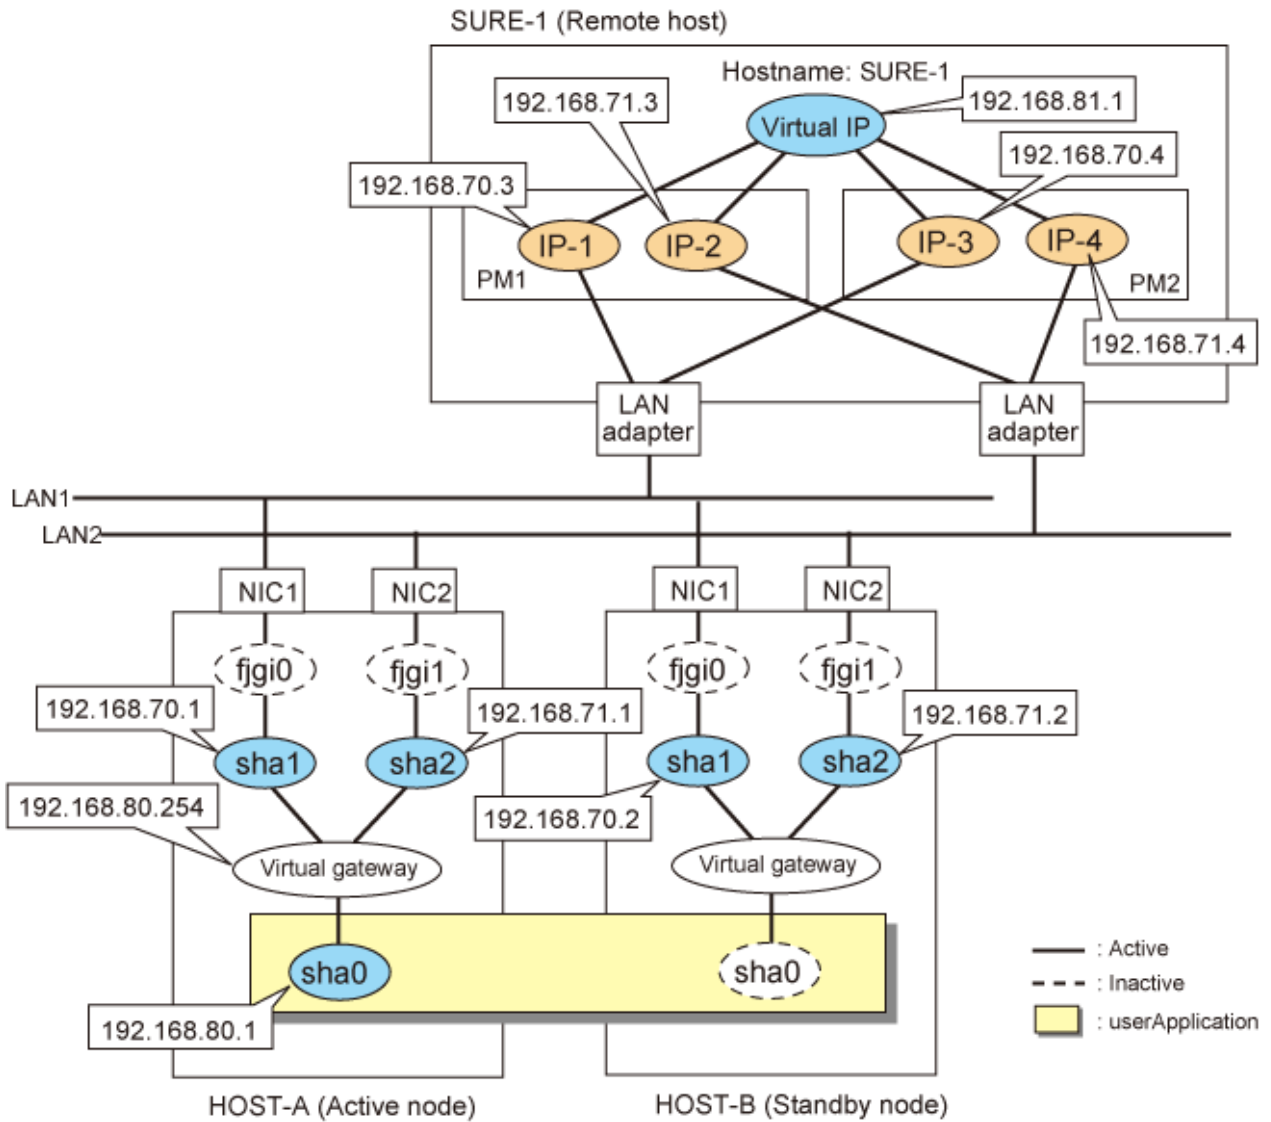 SURE-1 (Remote host)
Hostname: SURE-1
192.168.71.3
192.168.81.1
Virtual IP
192.168.70.4
192.168.70.3
IP-1
IP-2
IP-3
IP-4
PM1
PM2
192.168.71.4
LAN
adapter
LAN
adapter
LAN1
LAN2
NIC1
NIC2
NIC1
NIC2
fjgi0
fjgi1
fjgi0
fjgi1
192.168.70.1
192.168.71.1
192.168.71.2
sha1
sha2
sha1
sha2
192.168.80.254
192.168.70.2
Virtual gateway
Virtual gateway
sha0
sha0
192.168.80.1
: Active
: Inactive
: userApplication
HOST-A (Active node)
HOST-B (Standby node)